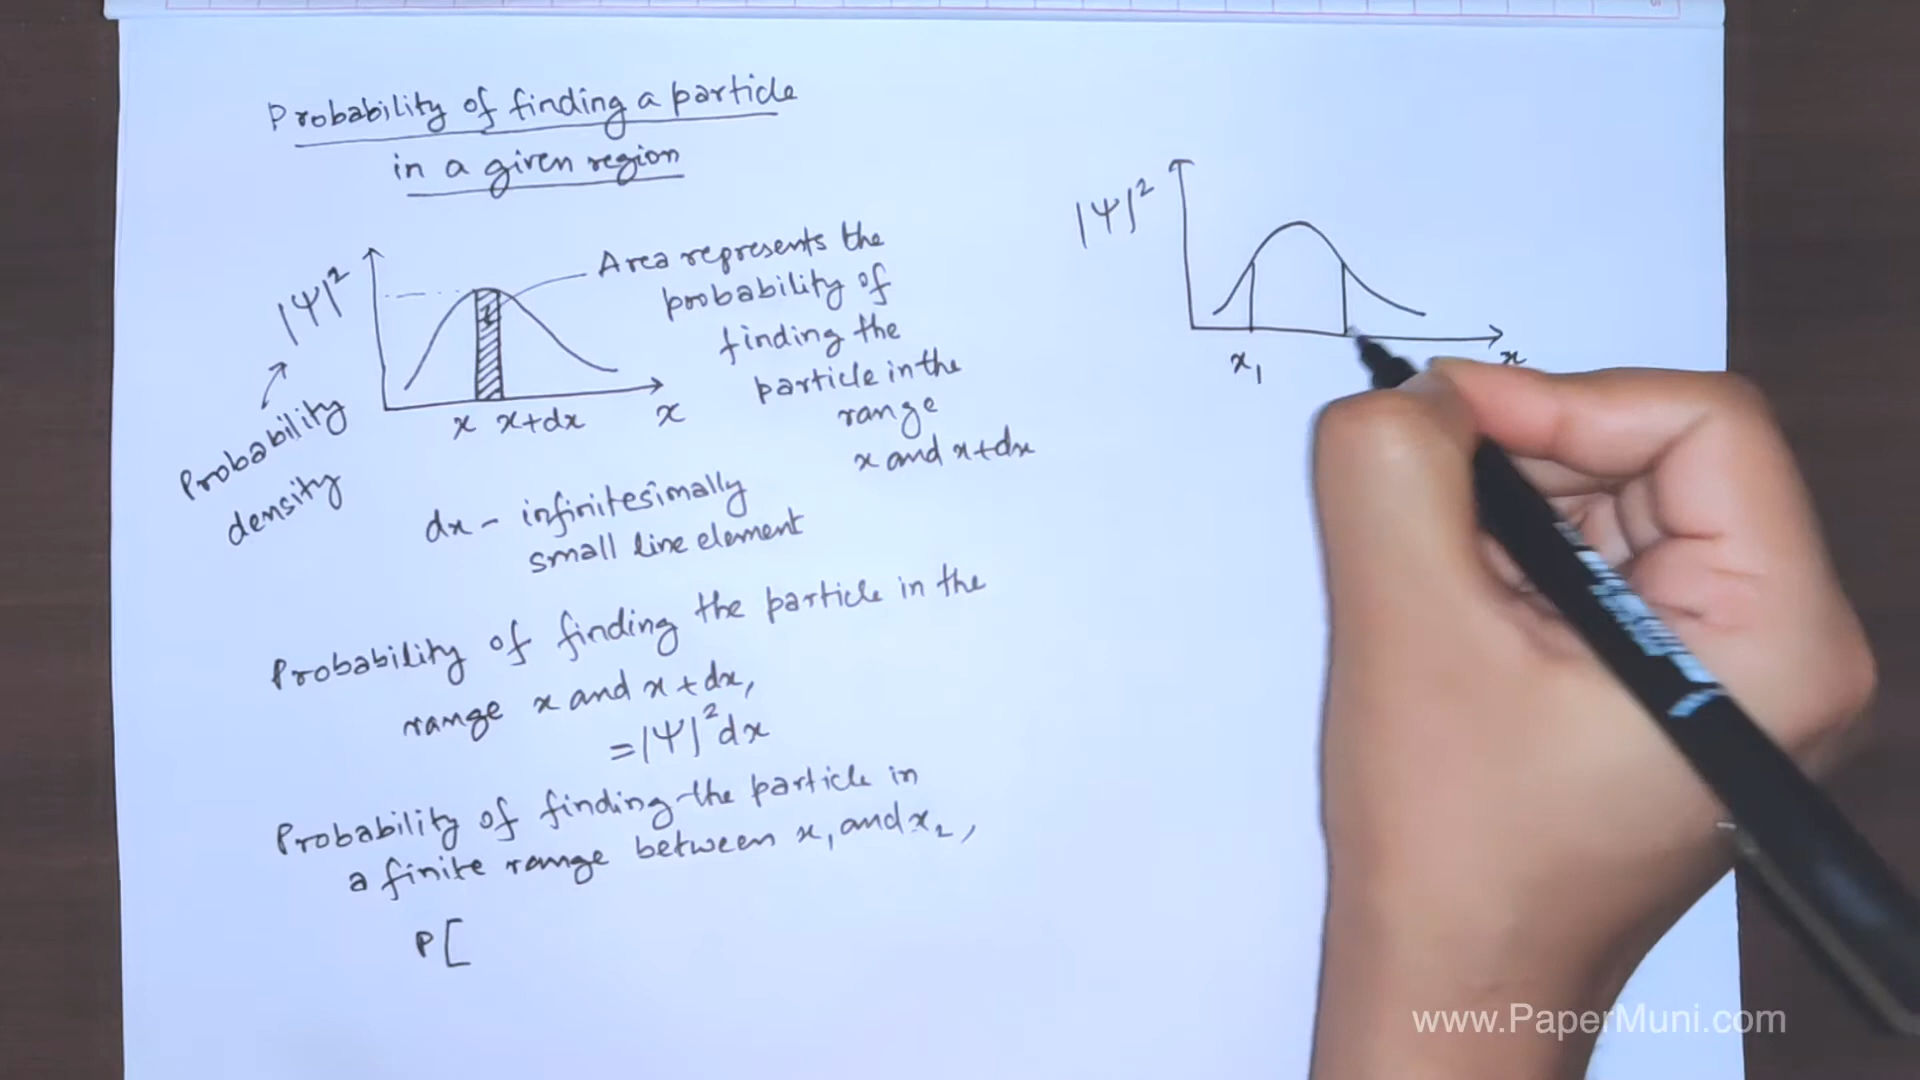 Probability of finding a particle
in a given region
|Ψ|²
Probability
density
x x+dx x
Area represents the
probability of
finding the
particle in the
range
x and x+dx
dx - infinitesimally
small line element
Probability of finding the particle in the
range x and x+dx,
=|Ψ|²dx
Probability of finding the particle in
a finite range between x₁ and x₂,
P[
|Ψ|²
x₁ x
www.PaperMuni.com